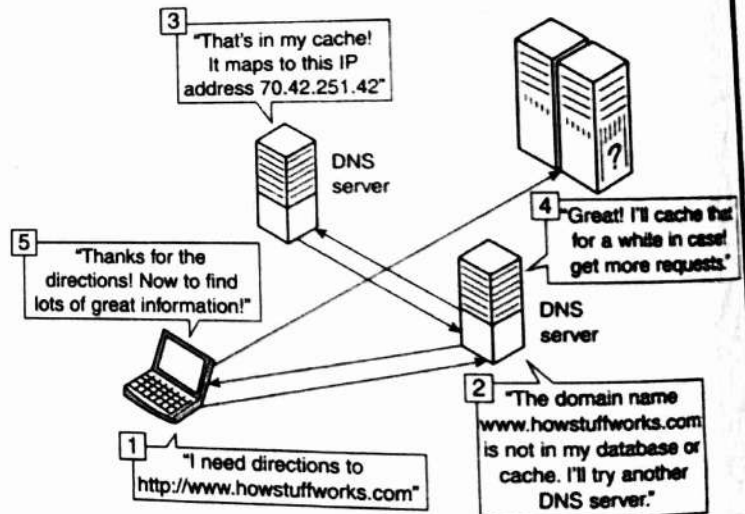 3
"That's in my cache!
It maps to this IP
address 70.42.251.42"
DNS
server
?
4
"Great! I'll cache that
for a while in case I
get more requests."
5
"Thanks for the
directions! Now to find
lots of great information!"
DNS
server
1
"I need directions to
http://www.howstuffworks.com"
2
"The domain name
www.howstuffworks.com
is not in my database or
cache. I'll try another
DNS server."